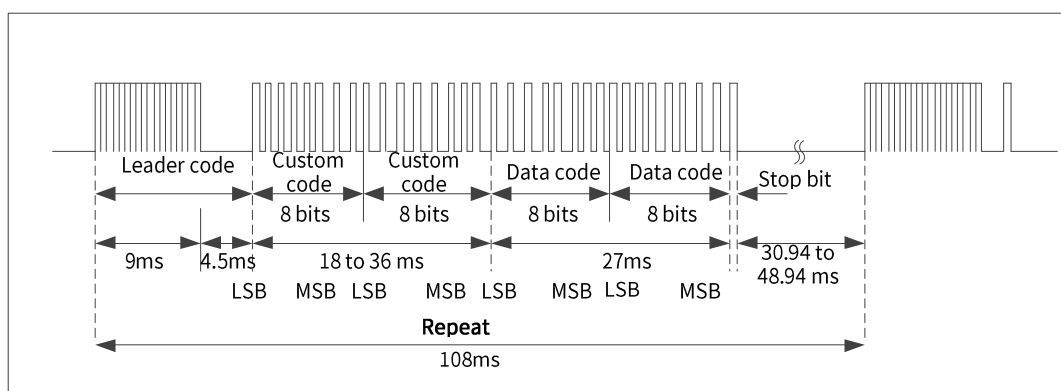 Leader code
Custom code
Custom code
Data code
Data code
Stop bit
8 bits
8 bits
8 bits
8 bits
9ms
4.5ms
18 to 36 ms
27ms
30.94 to
48.94 ms
LSB
MSB
LSB
MSB
LSB
MSB
LSB
MSB
Repeat
108ms